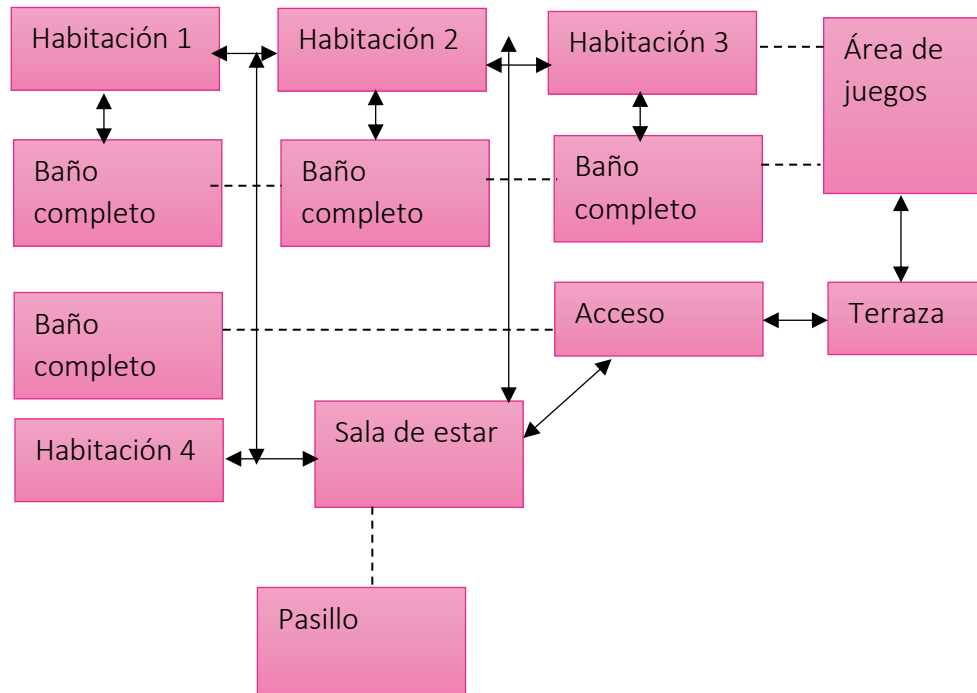 Habitación 1
Habitación 2
Habitación 3
Área de
juegos
Baño
completo
Baño
completo
Baño
completo
Baño
completo
Acceso
Terraza
Habitación 4
Sala de estar
Pasillo